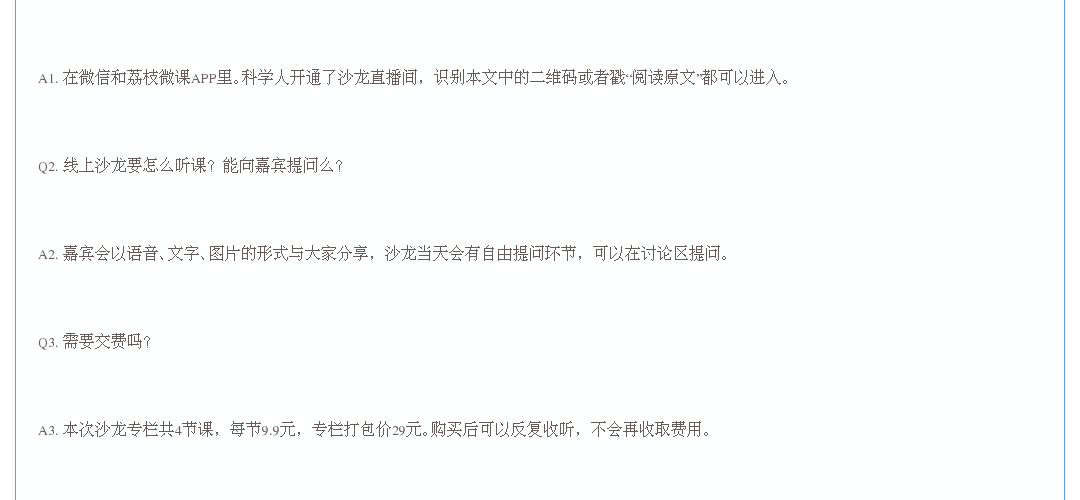 A1. 在微信和荔枝微课APP里。科学人开通了沙龙直播间，识别本文中的二维码或者戳“阅读原文”都可以进入。
Q2. 线上沙龙要怎么听课？能向嘉宾提问么？
A2. 嘉宾会以语音、文字、图片的形式与大家分享，沙龙当天会有自由提问环节，可以在讨论区提问。
Q3. 需要交费吗？
A3. 本次沙龙专栏共4节课，每节9.9元，专栏打包价29元。购买后可以反复收听，不会再收取费用。